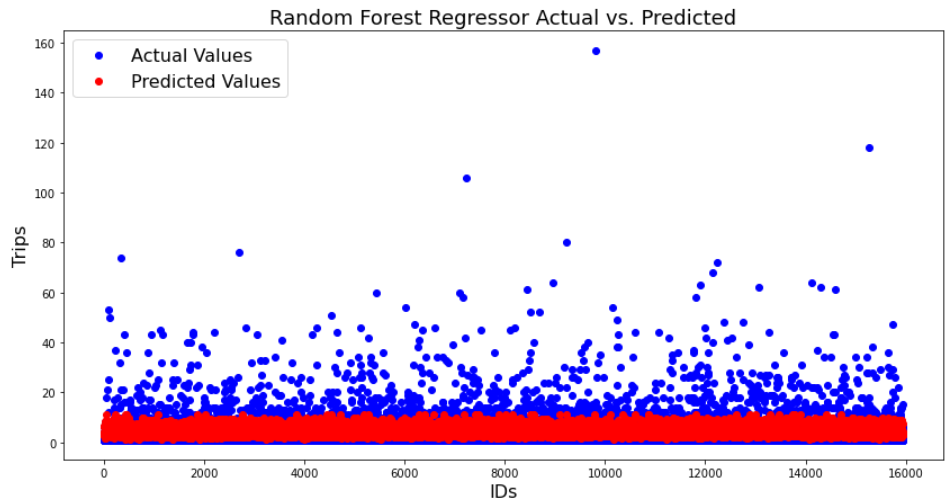 Random Forest Regressor Actual vs. Predicted
Actual Values
Predicted Values
160
140
120
100
80
60
40
20
0
Trips
0 2000 4000 6000 8000 10000 12000 14000 16000
IDs